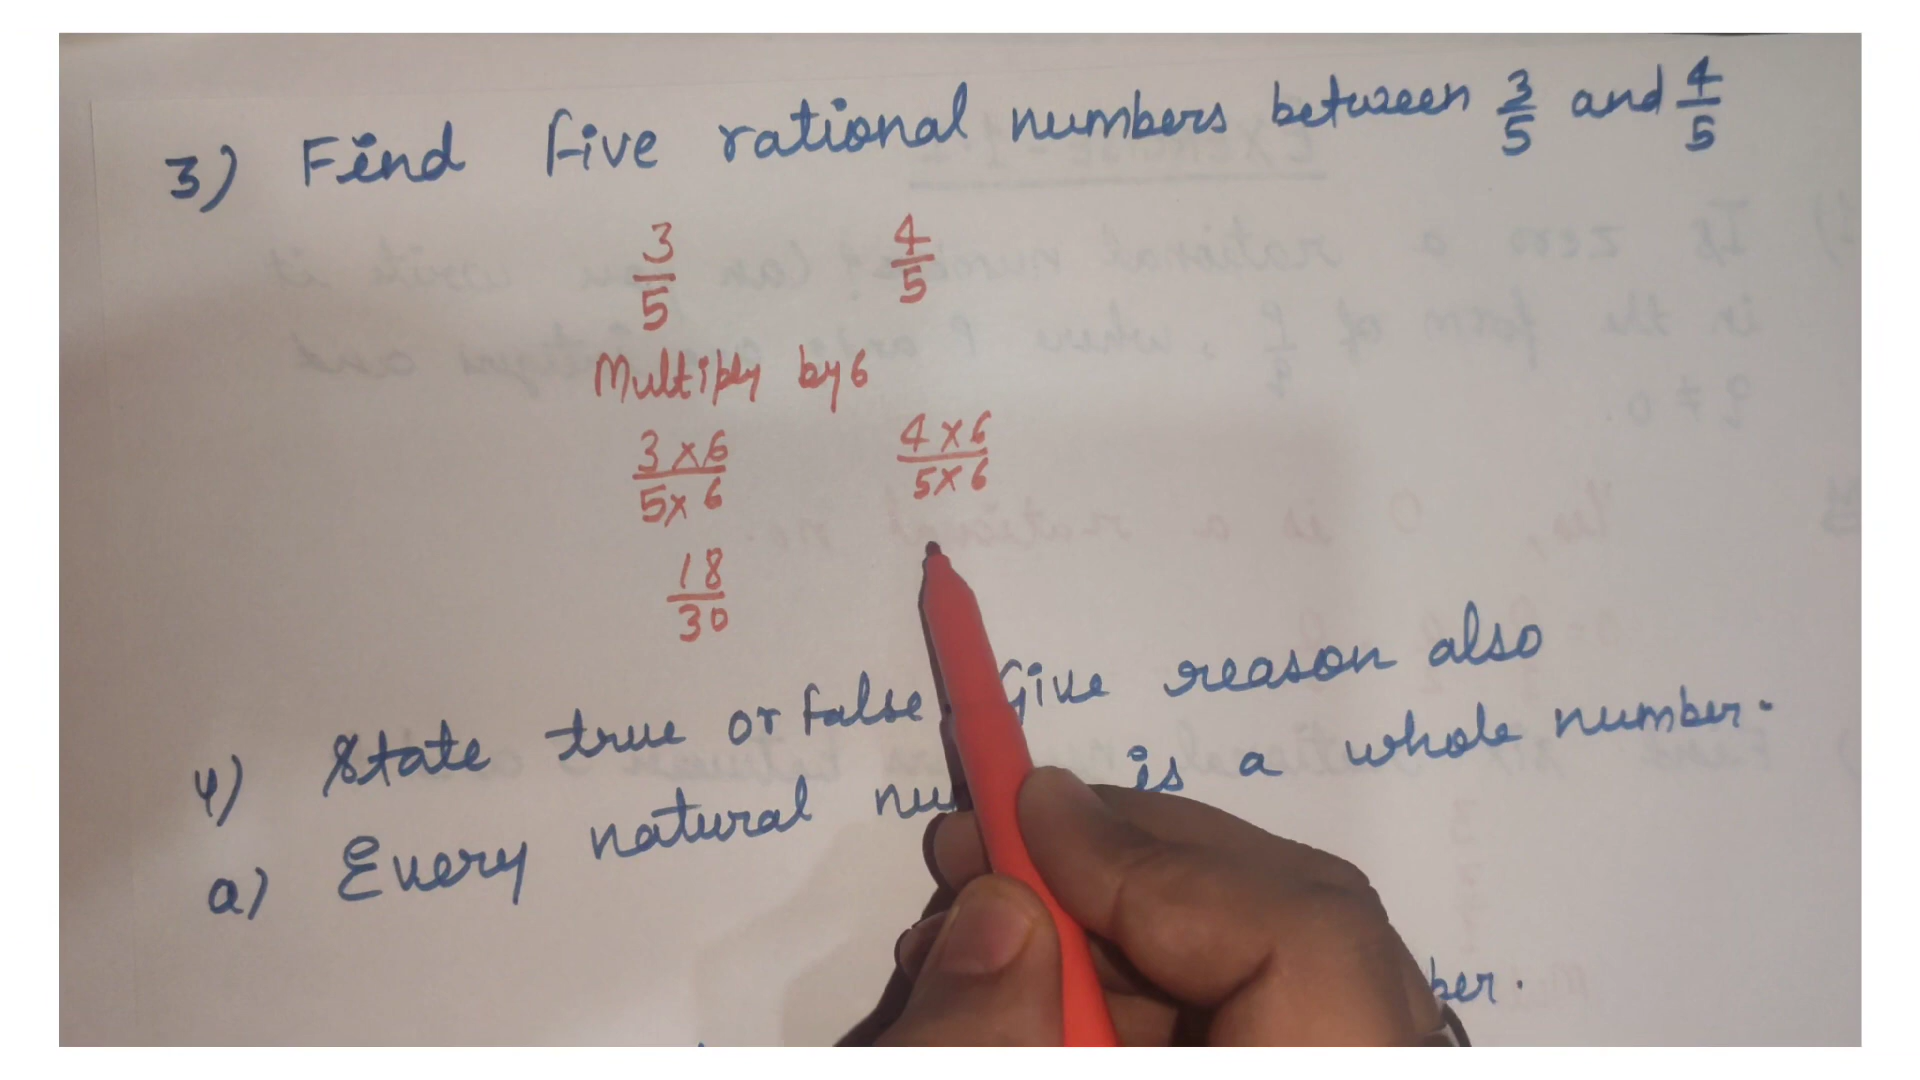 3) Find five rational numbers between 3/5 and 4/5
3/5 4/5
Multiply by 6
3 x 6 / 5 x 6 4 x 6 / 5 x 6
18/30
4) State true or false. Give reason also
a) Every natural is a whole number.